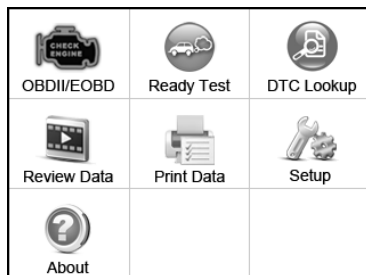 CHECK
ENGINE
OBDII/EOBD
Ready Test
DTC Lookup
Review Data
Print Data
Setup
?
About